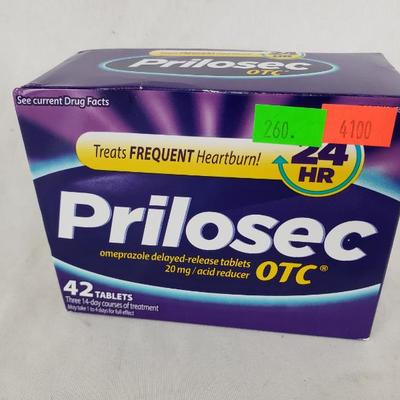 24
HR
Prilosec
OTC
See current Drug Facts
260.
4100
Treats FREQUENT Heartburn!
24
HR
Prilosec
omeprazole delayed-release tablets
20 mg / acid reducer
OTC®
42 TABLETS
Three 14-day courses of treatment
May take 1 to 4 days for full effect